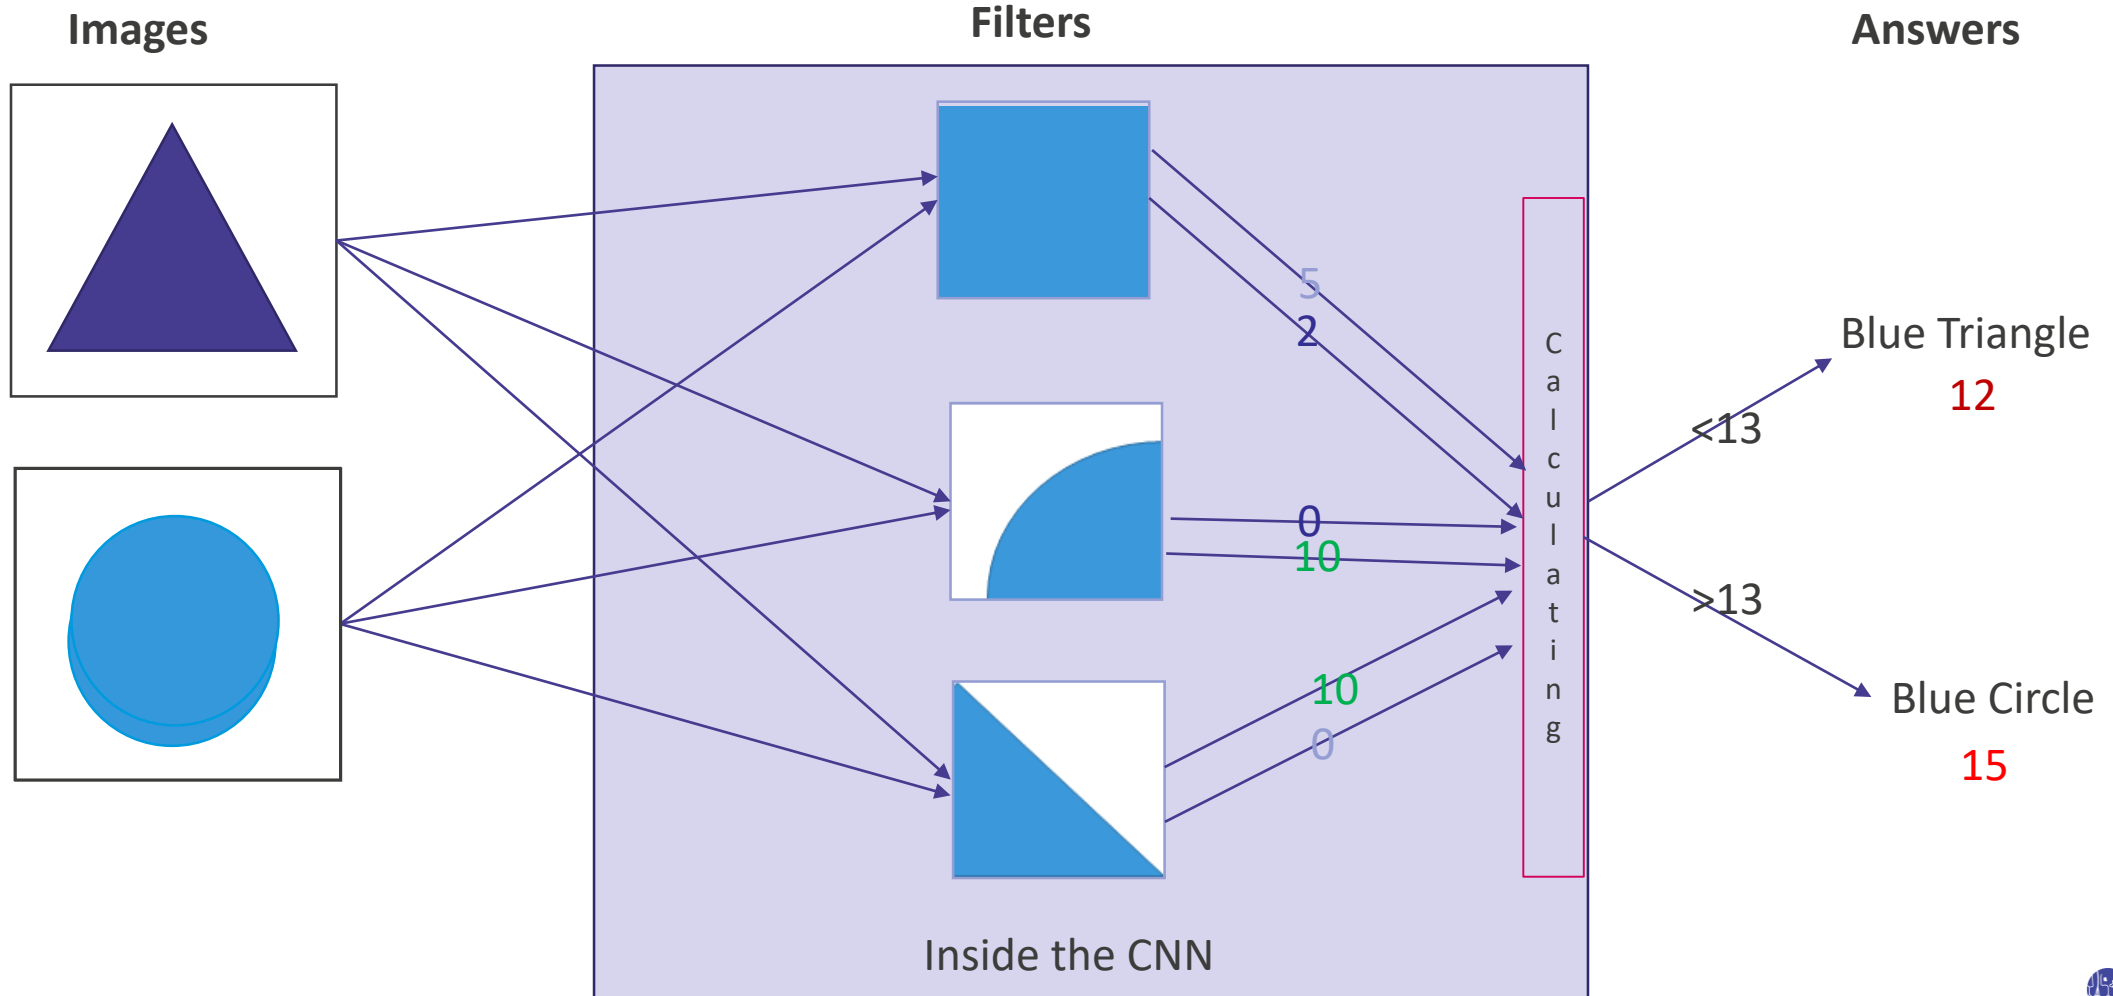 Images
Filters
Answers
5
2
0
10
10
0
Calculating
<13
>13
Blue Triangle
12
Blue Circle
15
Inside the CNN